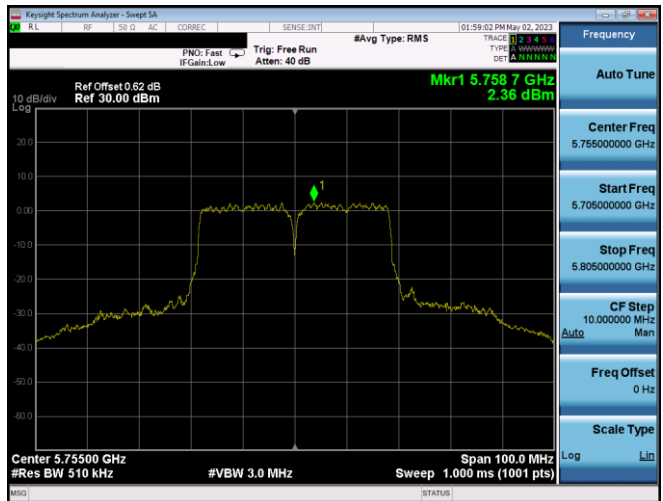 Keysight Spectrum Analyzer - Swept SA
RL RF 50 Ω AC CORREC SENSE:INT 01:59:02 PM May 02, 2023
#Avg Type: RMS TRACE 1 2 3 4 5 6
PNO: Fast Trig: Free Run TYPE A WWWWW
IFGain:Low Atten: 40 dB DET A N N N N N
Mkr1 5.758 7 GHz
Ref Offset 0.62 dB
10 dB/div Ref 30.00 dBm 2.36 dBm
Log
20.0
10.0
1
0.00
-10.0
-20.0
-30.0
-40.0
-50.0
-60.0
Center 5.75500 GHz Span 100.0 MHz
#Res BW 510 kHz #VBW 3.0 MHz Sweep 1.000 ms (1001 pts)
MSG STATUS
Frequency
Auto Tune
Center Freq
5.755000000 GHz
Start Freq
5.705000000 GHz
Stop Freq
5.805000000 GHz
CF Step
10.000000 MHz
Auto Man
Freq Offset
0 Hz
Scale Type
Log Lin